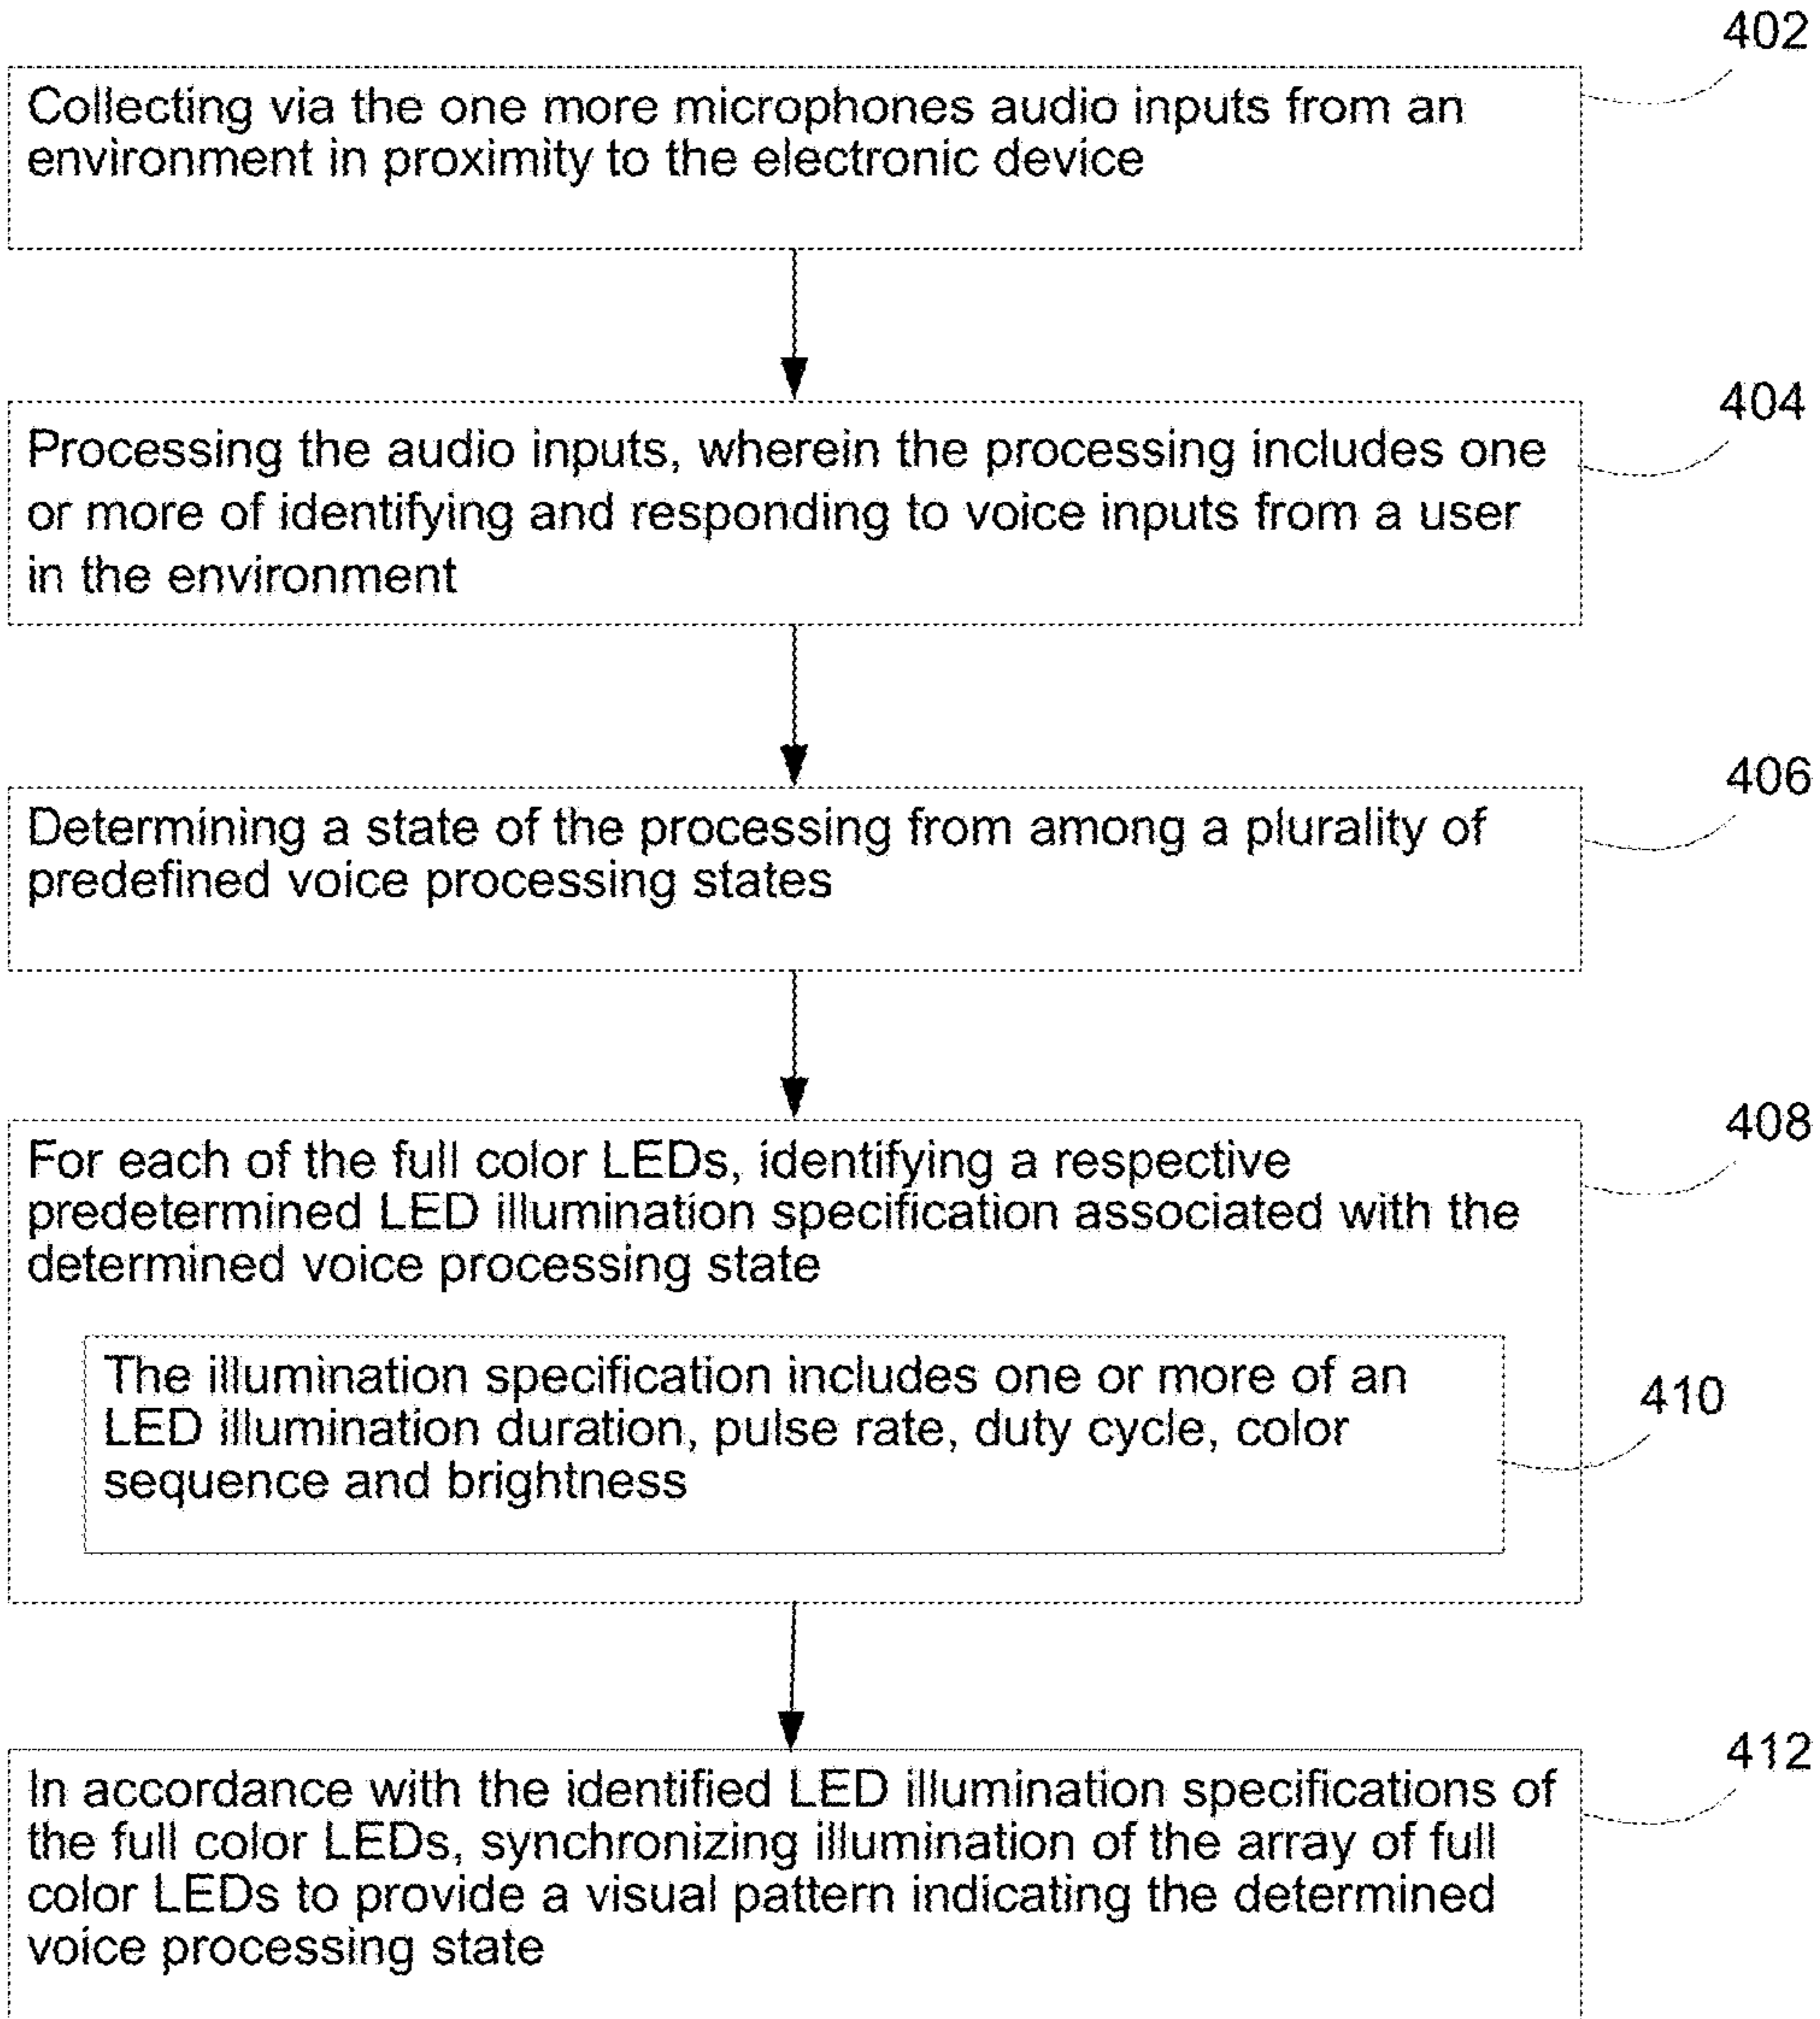 402
Collecting via the one more microphones audio inputs from an
environment in proximity to the electronic device
404
Processing the audio inputs, wherein the processing includes one
or more of identifying and responding to voice inputs from a user
in the environment
406
Determining a state of the processing from among a plurality of
predefined voice processing states
408
For each of the full color LEDs, identifying a respective
predetermined LED illumination specification associated with the
determined voice processing state
The illumination specification includes one or more of an
LED illumination duration, pulse rate, duty cycle, color
sequence and brightness
410
412
In accordance with the identified LED illumination specifications of
the full color LEDs, synchronizing illumination of the array of full
color LEDs to provide a visual pattern indicating the determined
voice processing state